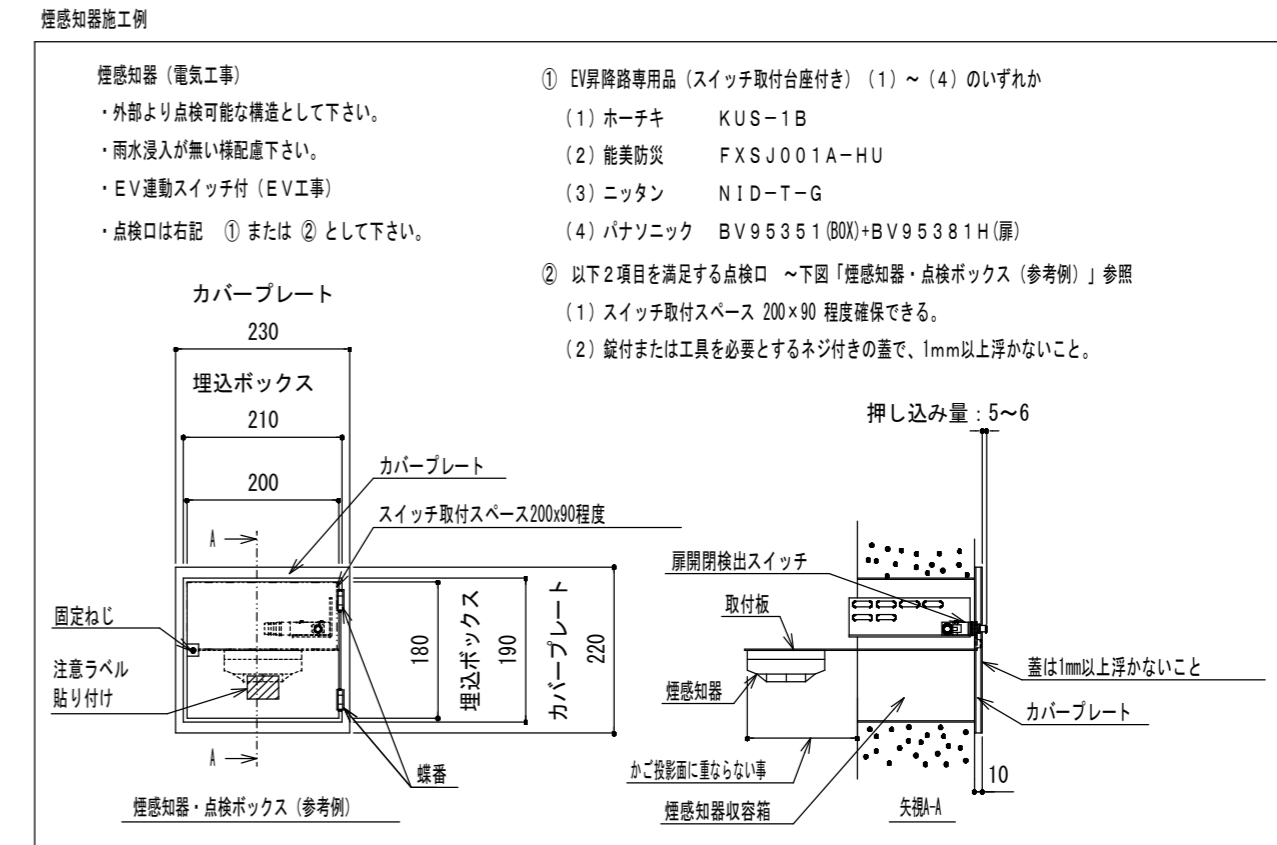 煙感知器施工例
煙感知器（電気工事）
・外部より点検可能な構造として下さい。
・雨水浸入が無い様配慮下さい。
・ＥＶ連動スイッチ付（ＥＶ工事）
・点検口は右記　① または ② として下さい。
①　EV昇降路専用品（スイッチ取付台座付き）（１）～（４）のいずれか
（１）ホーチキ　ＫＵＳ－１Ｂ
（２）能美防災　ＦＸＳＪ００１Ａ－ＨＵ
（３）ニッタン　ＮＩＤ－Ｔ－Ｇ
（４）パナソニック　ＢＶ９５３５１(BOX)+ＢＶ９５３８１Ｈ(扉)
②　以下２項目を満足する点検口　～下図「煙感知器・点検ボックス（参考例）」参照
（１）スイッチ取付スペース 200×90 程度確保できる。
（２）錠付または工具を必要とするネジ付きの蓋で、1mm以上浮かないこと。
カバープレート
230
埋込ボックス
210
200
カバープレート
スイッチ取付スペース200x90程度
A
固定ねじ
注意ラベル
貼り付け
180
埋込ボックス
190
カバープレート
220
A
蝶番
煙感知器・点検ボックス（参考例）
押し込み量：5～6
扉開閉検出スイッチ
取付板
煙感知器
蓋は1mm以上浮かないこと
カバープレート
かご投影面に重ならない事
10
煙感知器収容箱
矢視A-A